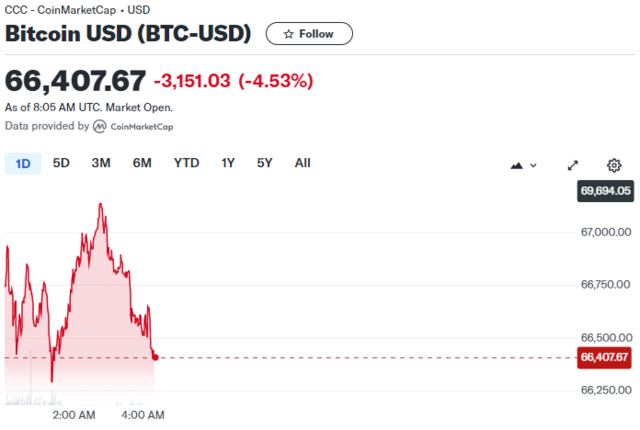 CCC - CoinMarketCap • USD
Bitcoin USD (BTC-USD)
Follow
66,407.67 -3,151.03 (-4.53%)
As of 8:05 AM UTC. Market Open.
Data provided by CoinMarketCap
1D 5D 3M 6M YTD 1Y 5Y All
69,694.05
67,000.00
66,750.00
66,500.00
66,407.67
66,250.00
2:00 AM 4:00 AM